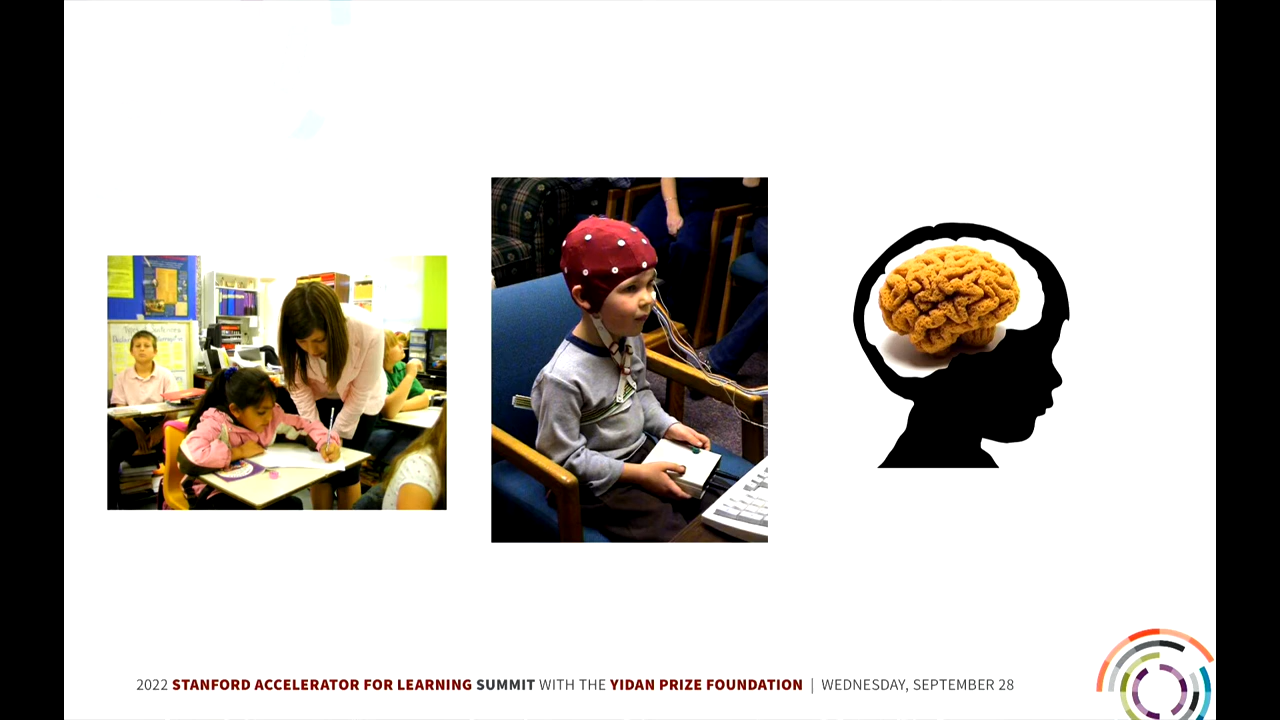 2022 STANFORD ACCELERATOR FOR LEARNING SUMMIT WITH THE YIDAN PRIZE FOUNDATION | WEDNESDAY, SEPTEMBER 28